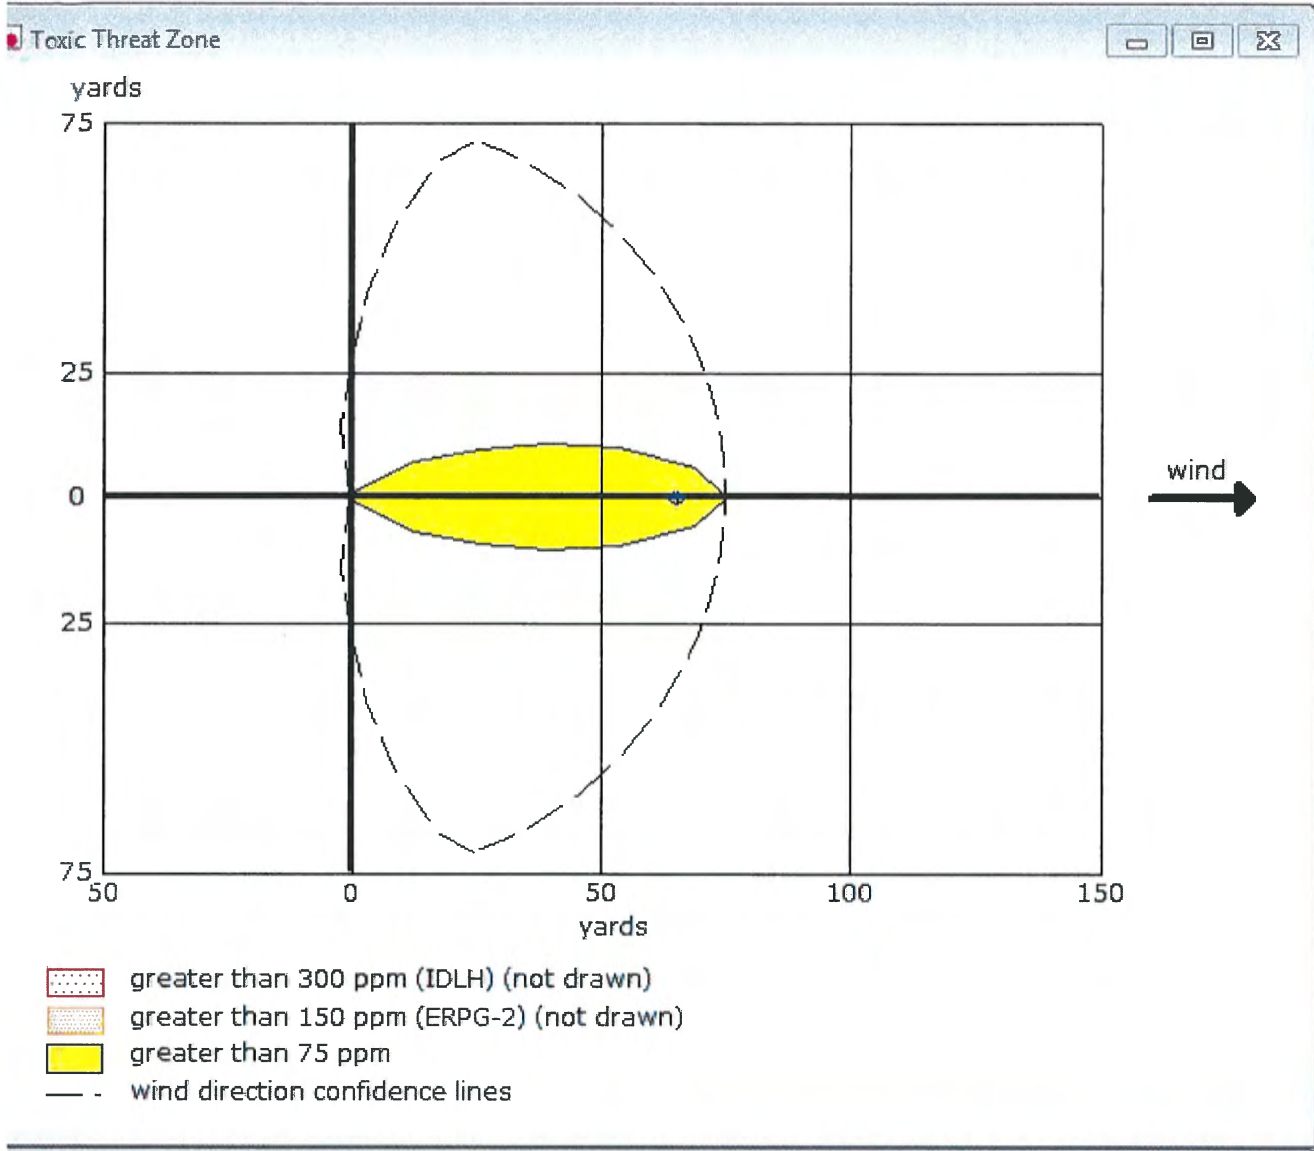 Toxic Threat Zone
yards
75
25
0
25
75
50 0 50 100 150
yards
wind
greater than 300 ppm (IDLH) (not drawn)
greater than 150 ppm (ERPG-2) (not drawn)
greater than 75 ppm
wind direction confidence lines